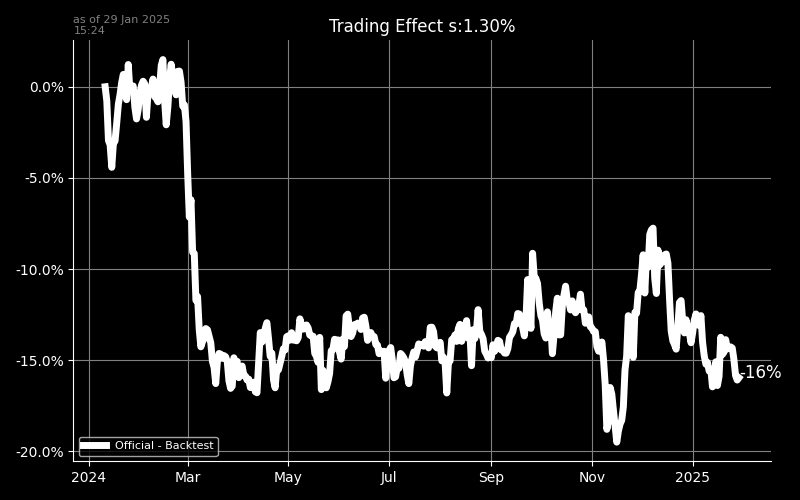 as of 29 Jan 2025
15:24
Trading Effect s:1.30%
0.0%
-5.0%
-10.0%
-15.0%
-20.0%
-16%
Official - Backtest
2024 Mar May Jul Sep Nov 2025